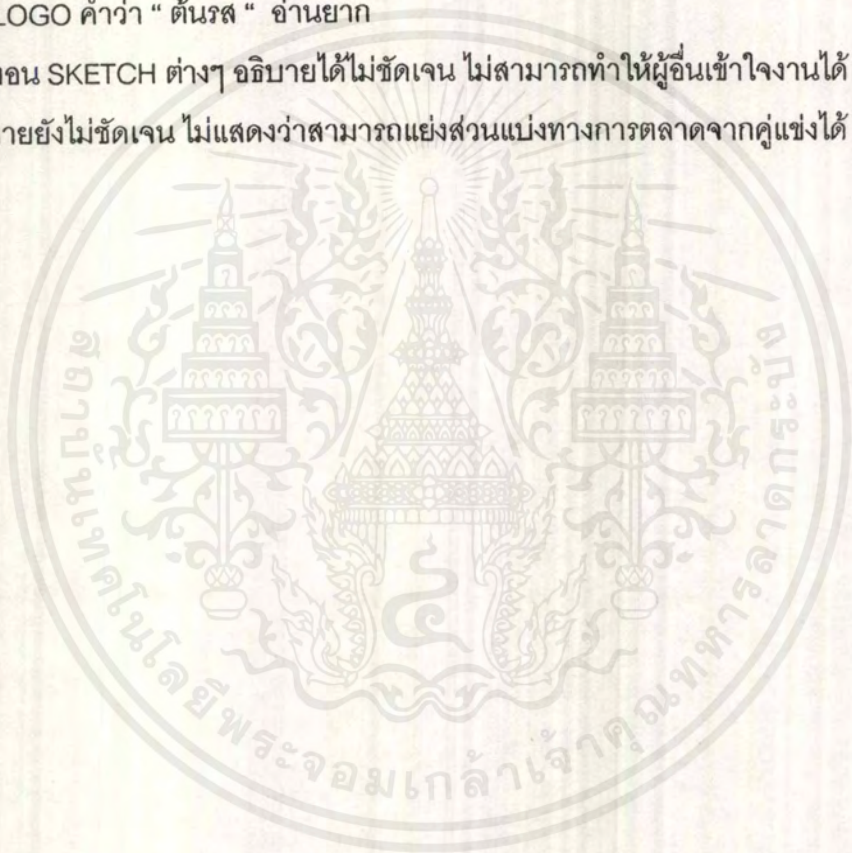 LOGO คำว่า “ ต้นรส “ อ่านยาก
อน SKETCH ต่างๆ อธิบายได้ไม่ชัดเจน ไม่สามารถทำให้ผู้อื่นเข้าใจงานได้
ายยังไม่ชัดเจน ไม่แสดงว่าสามารถแย่งส่วนแบ่งทางการตลาดจากคู่แข่งได้
สถาบันเทคโนโลยีพระจอมเกล้าเจ้าคุณทหารลาดกระบัง